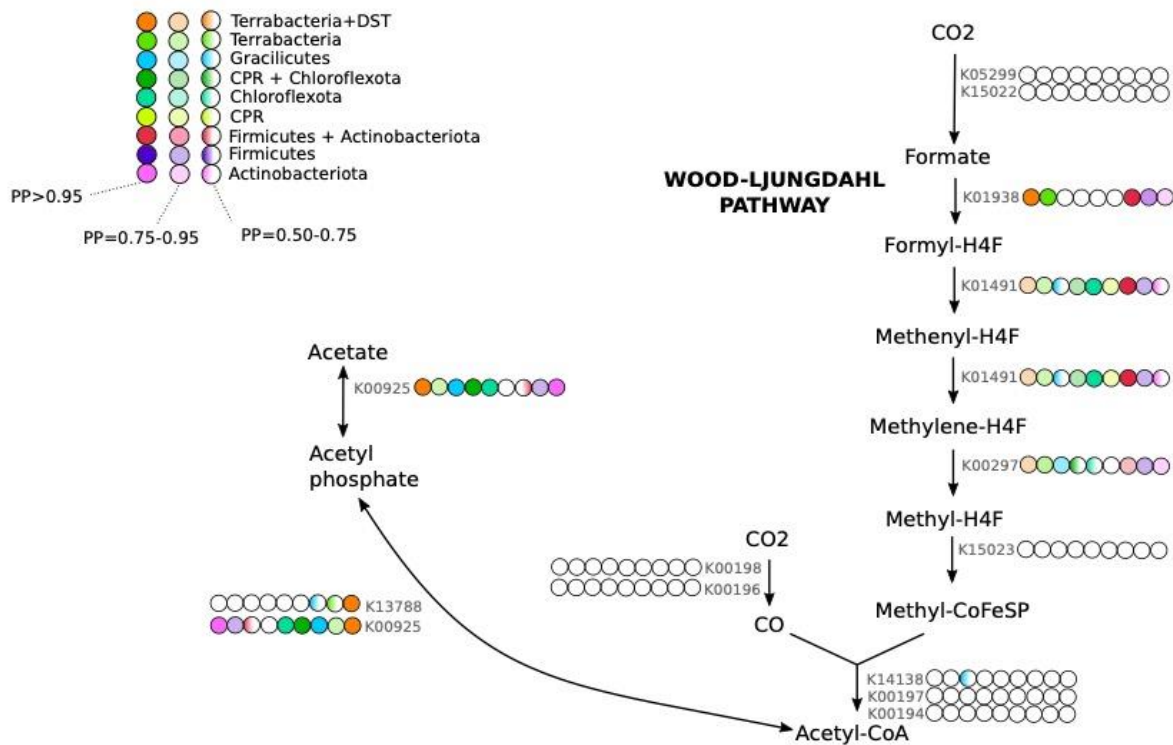 Terrabacteria+DST
Terrabacteria
Gracilicutes
CPR + Chloroflexota
Chloroflexota
CPR
Firmicutes + Actinobacteriota
Firmicutes
Actinobacteriota
PP>0.95
PP=0.75-0.95
PP=0.50-0.75
WOOD-LJUNGDAHL
PATHWAY
CO2
K05299
K15022
Formate
K01938
Formyl-H4F
K01491
Methenyl-H4F
K01491
Methylene-H4F
K00297
Methyl-H4F
K15023
Methyl-CoFeSP
CO2
K00198
K00196
CO
K14138
K00197
K00194
Acetyl-CoA
Acetate
K00925
Acetyl
phosphate
K13788
K00925